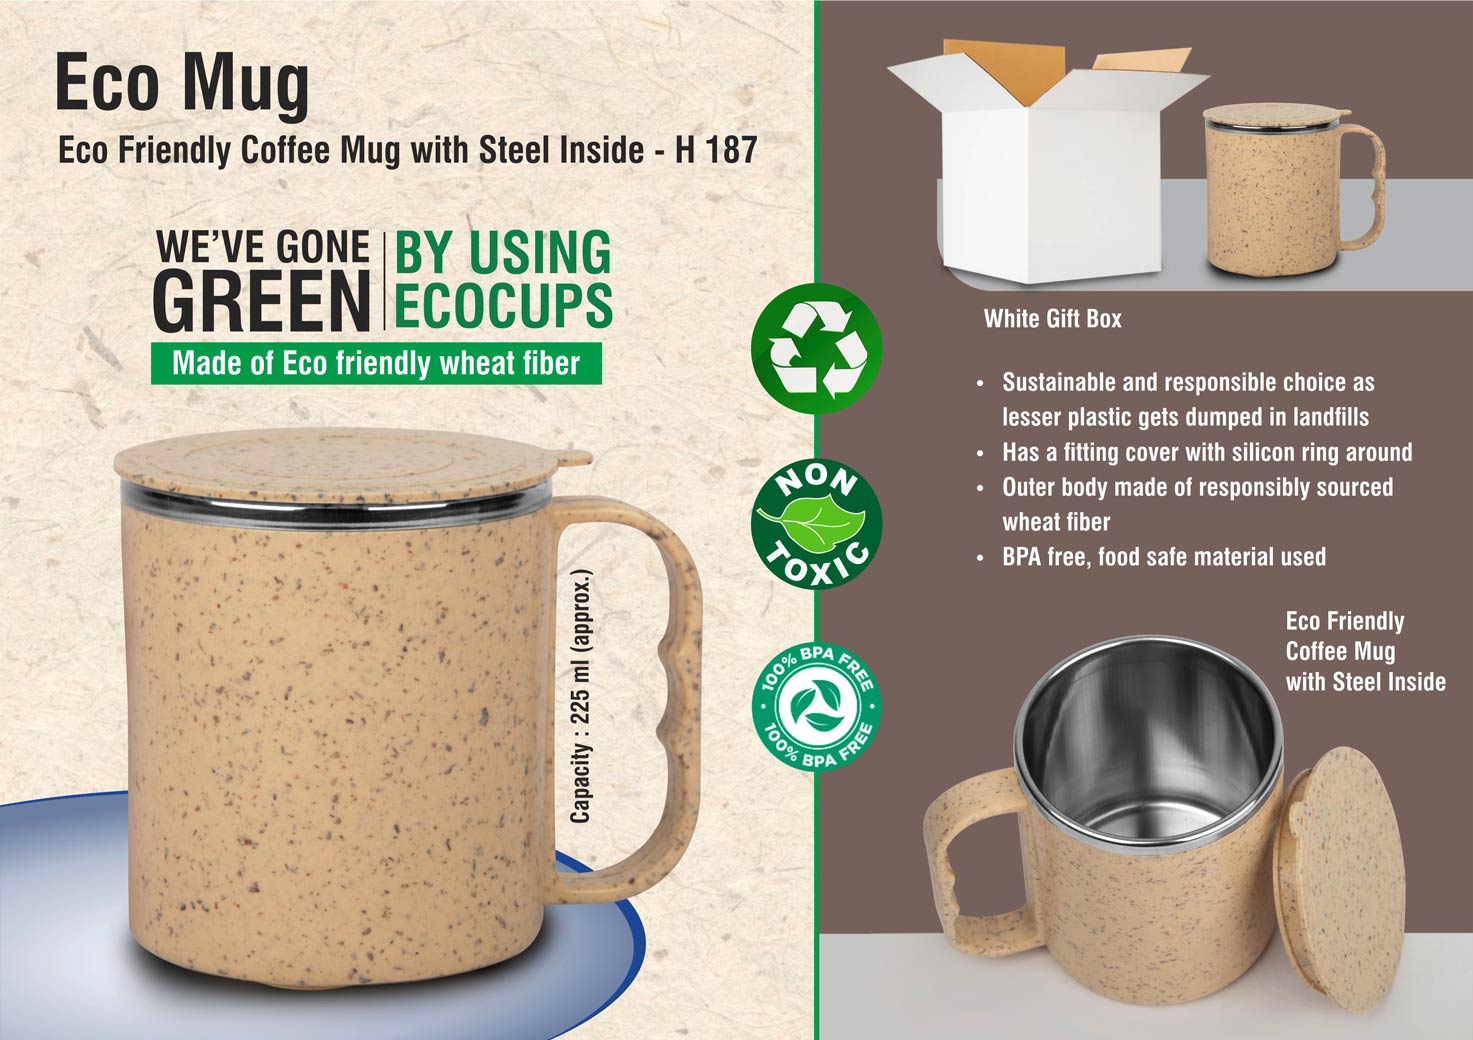 Eco Mug
Eco Friendly Coffee Mug with Steel Inside - H 187
WE'VE GONE
GREEN
BY USING
ECOCUPS
Made of Eco friendly wheat fiber
Capacity : 225 ml (approx.)
NON
TOXIC
100% BPA FREE
100% BPA FREE
White Gift Box
• Sustainable and responsible choice as
lesser plastic gets dumped in landfills
• Has a fitting cover with silicon ring around
• Outer body made of responsibly sourced
wheat fiber
• BPA free, food safe material used
Eco Friendly
Coffee Mug
with Steel Inside